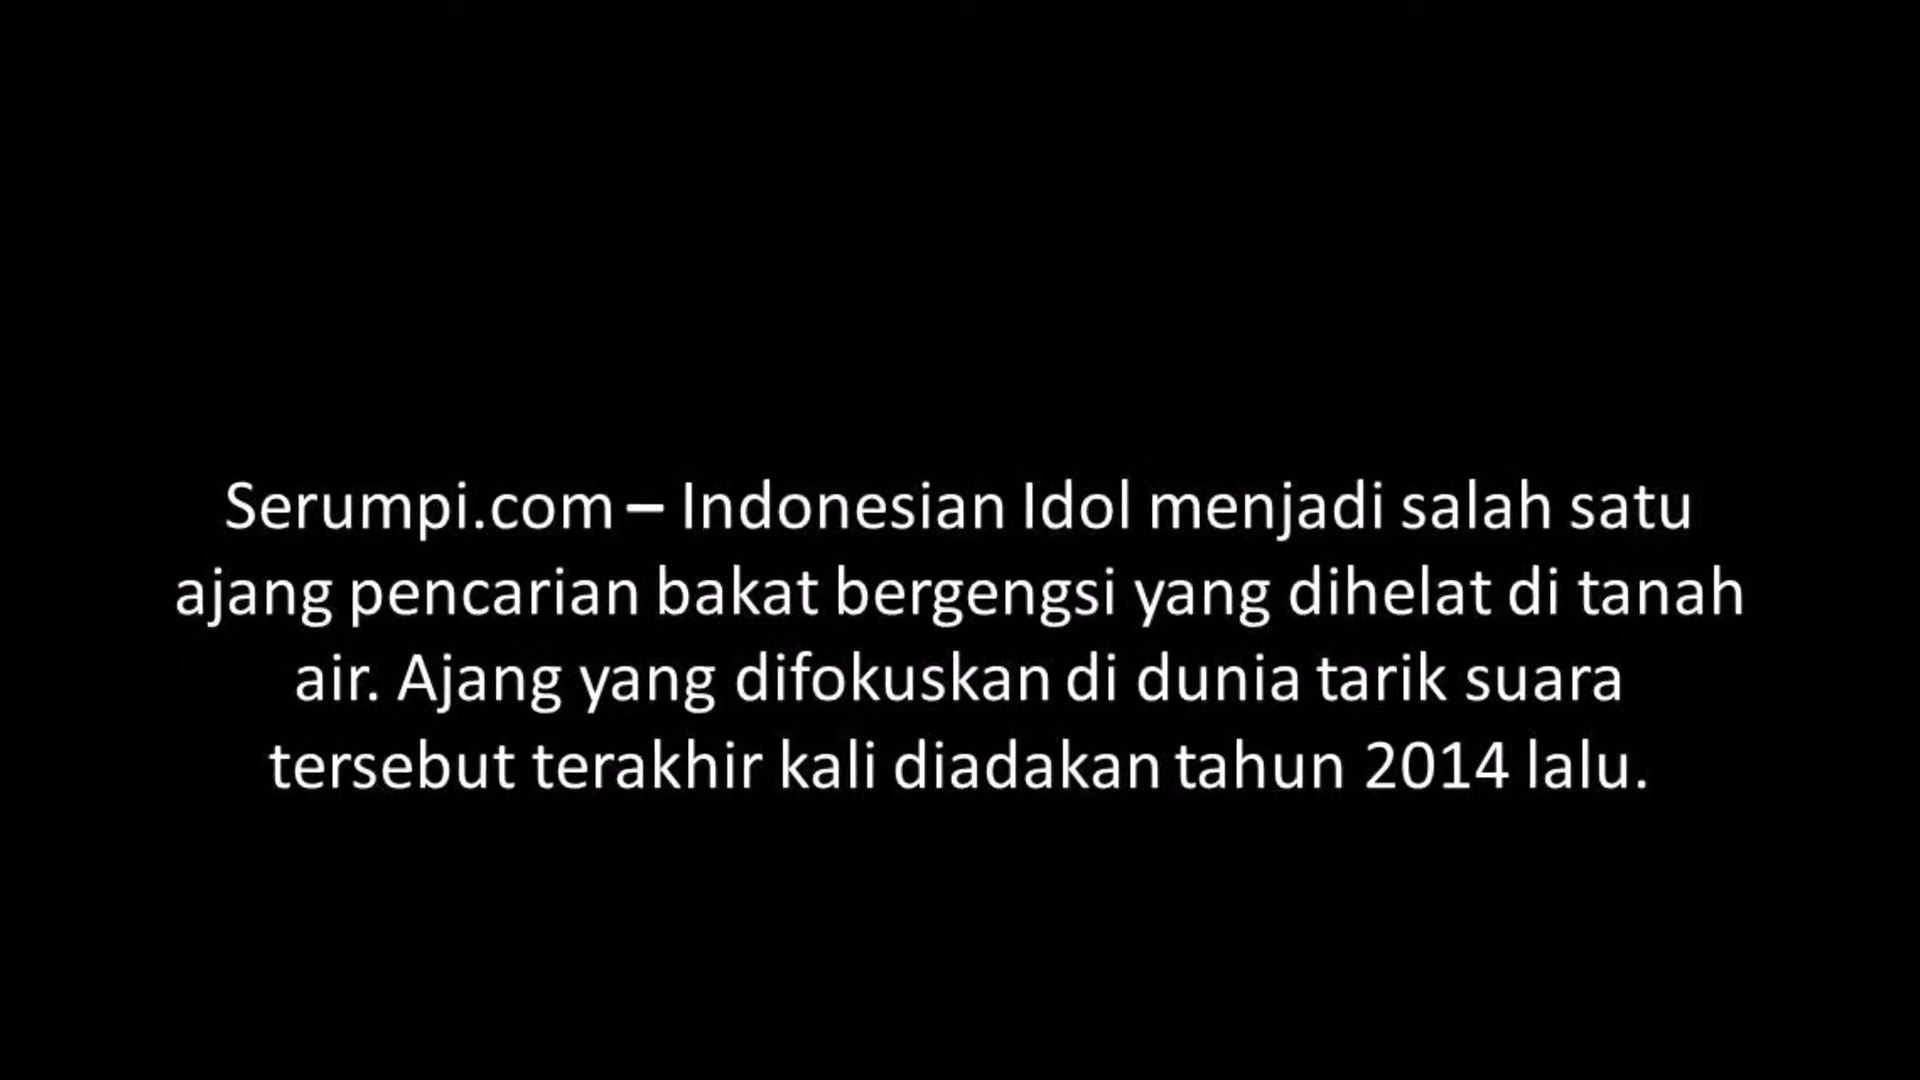 Serumpi.com – Indonesian Idol menjadi salah satu
ajang pencarian bakat bergengsi yang dihelat di tanah
air. Ajang yang difokuskan di dunia tarik suara
tersebut terakhir kali diadakan tahun 2014 lalu.